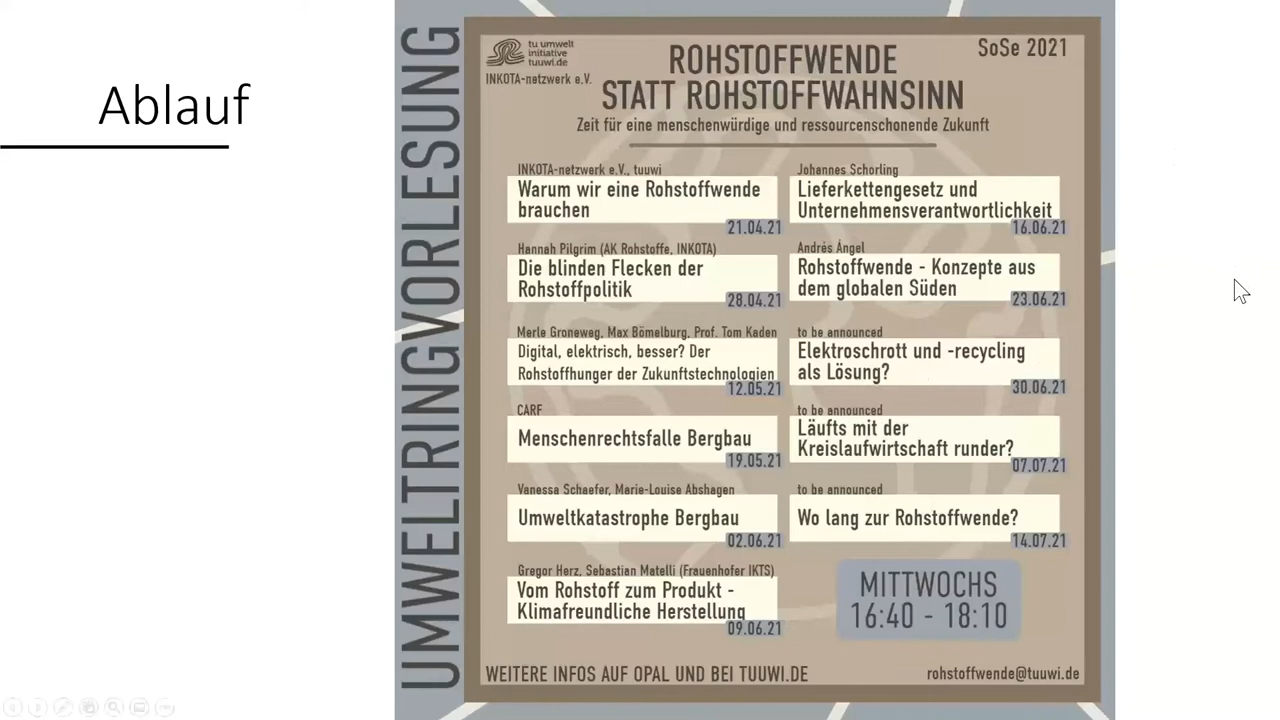 Ablauf
UMWELTRINGVORLESUNG
tu umwelt
initiative
tuuwi.de
INKOTA-netzwerk e.V.
SoSe 2021
ROHSTOFFWENDE
STATT ROHSTOFFWAHNSINN
Zeit für eine menschenwürdige und ressourcenschonende Zukunft
INKOTA-netzwerk e.V., tuuwi
Warum wir eine Rohstoffwende
brauchen
21.04.21
Hannah Pilgrim (AK Rohstoffe, INKOTA)
Die blinden Flecken der
Rohstoffpolitik
28.04.21
Merle Groneweg, Max Bömelburg, Prof. Tom Kaden
Digital, elektrisch, besser? Der
Rohstoffhunger der Zukunftstechnologien
12.05.21
CARF
Menschenrechtsfalle Bergbau
19.05.21
Vanessa Schaefer, Marie-Louise Abshagen
Umweltkatastrophe Bergbau
02.06.21
Gregor Herz, Sebastian Matelli (Frauenhofer IKTS)
Vom Rohstoff zum Produkt -
Klimafreundliche Herstellung
09.06.21
Johannes Schorling
Lieferkettengesetz und
Unternehmensverantwortlichkeit
16.06.21
Andrés Ángel
Rohstoffwende - Konzepte aus
dem globalen Süden
23.06.21
to be announced
Elektroschrott und -recycling
als Lösung?
30.06.21
to be announced
Läufts mit der
Kreislaufwirtschaft runder?
07.07.21
to be announced
Wo lang zur Rohstoffwende?
14.07.21
MITTWOCHS
16:40 - 18:10
WEITERE INFOS AUF OPAL UND BEI TUUWI.DE
rohstoffwende@tuuwi.de